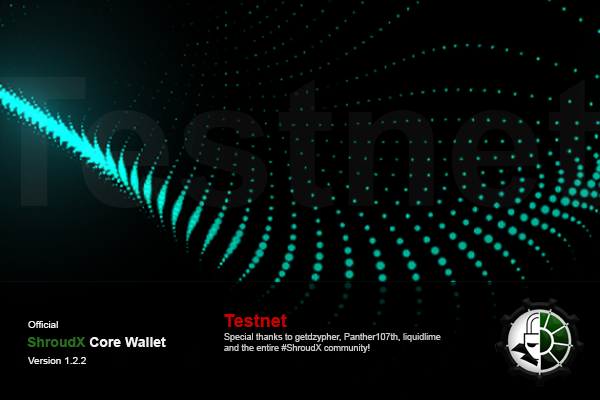 Testnet
Official
ShroudX Core Wallet
Version 1.2.2
Testnet
Special thanks to getdzypher, Panther107th, liquidlime
and the entire #ShroudX community!